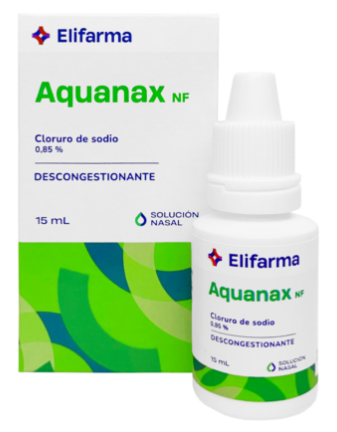 Elifarma
Aquanax NF
Cloruro de sodio
0,85 %
DESCONGESTIONANTE
15 mL
SOLUCIÓN
NASAL
Elifarma
Aquanax NF
Cloruro de sodio
0,85 %
DESCONGESTIONANTE
15 mL
SOLUCIÓN
NASAL